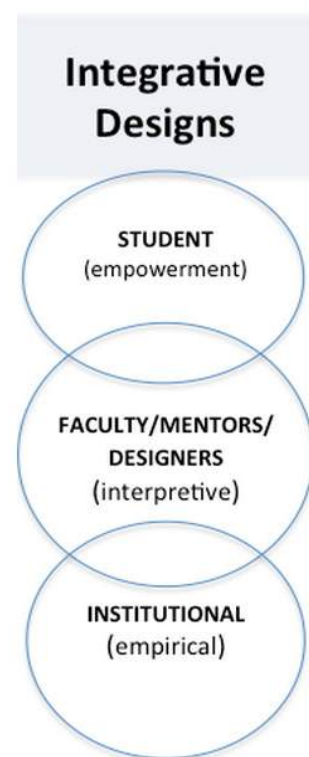 Integrative
Designs
STUDENT
(empowerment)
FACULTY/MENTORS/
DESIGNERS
(interpretive)
INSTITUTIONAL
(empirical)